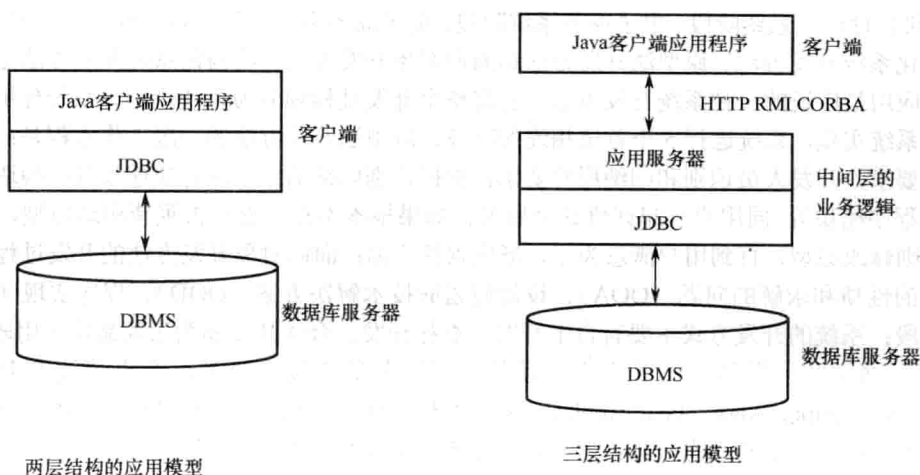 Java客户端应用程序
JDBC
客户端
DBMS
数据库服务器
两层结构的应用模型
Java客户端应用程序
客户端
HTTP RMI CORBA
应用服务器
JDBC
中间层的
业务逻辑
DBMS
数据库服务器
三层结构的应用模型